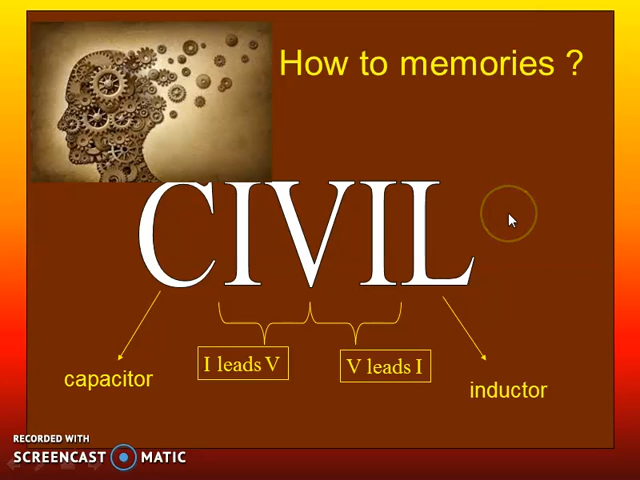 How to memories ?
CIVIL
I leads V
V leads I
capacitor
inductor
RECORDED WITH
SCREENCAST MATIC